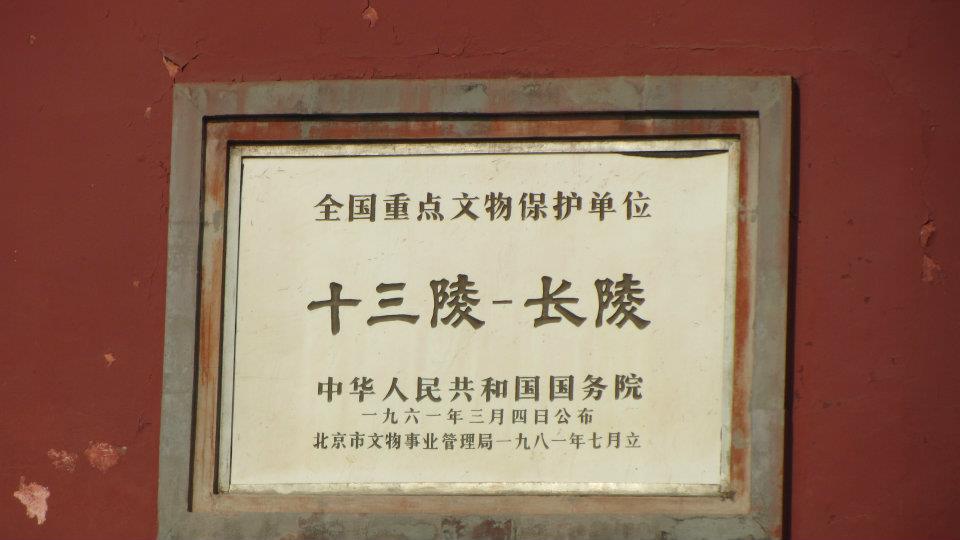 全国重点文物保护单位
十三陵－长陵
中华人民共和国国务院
一九六一年三月四日公布
北京市文物事业管理局一九八一年七月立